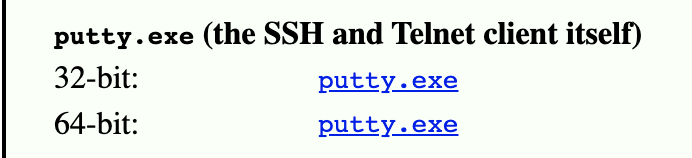 putty.exe (the SSH and Telnet client itself)
32-bit: putty.exe
64-bit: putty.exe